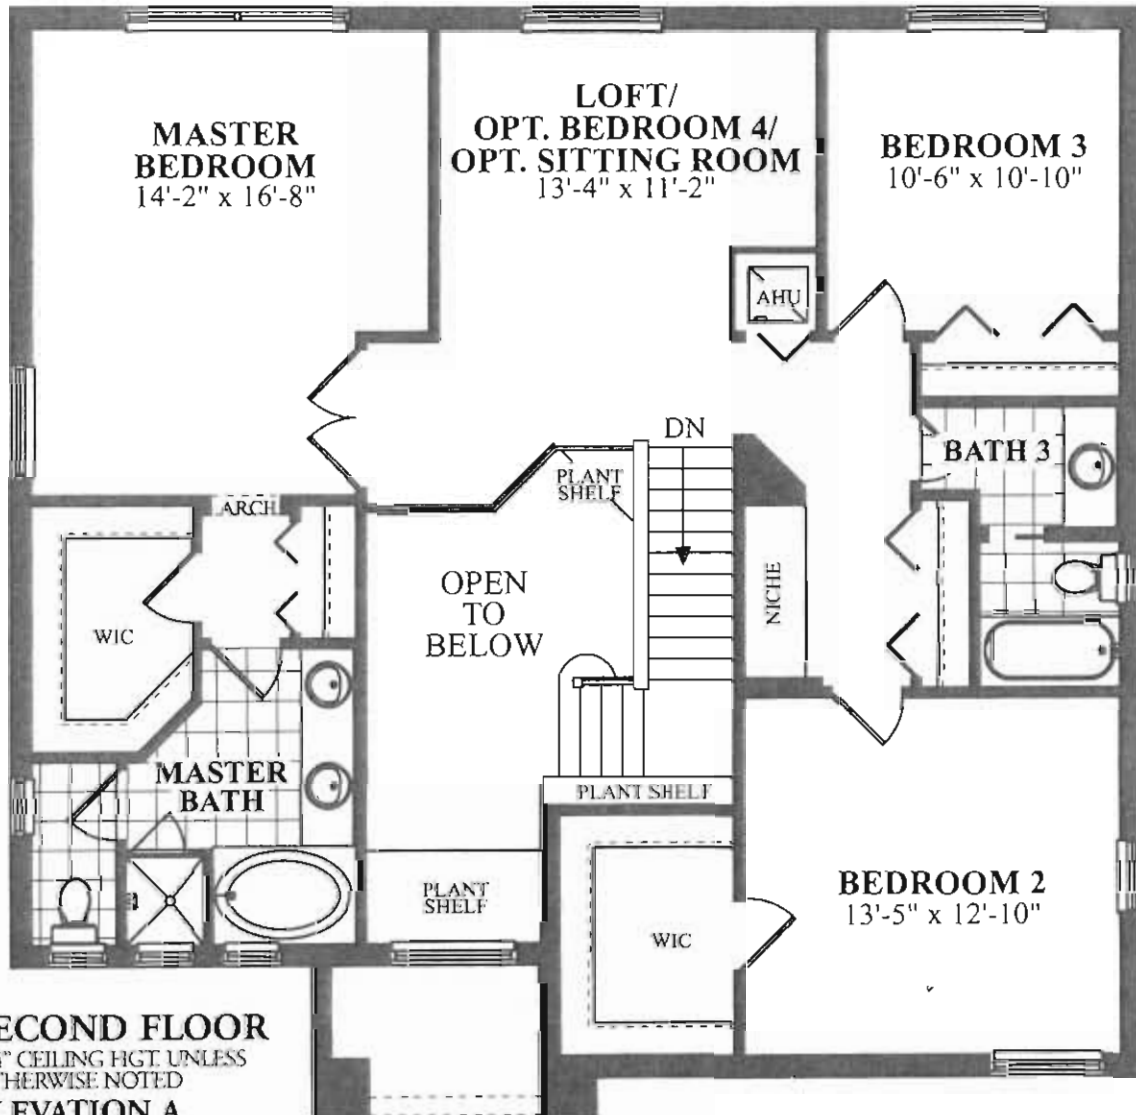 MASTER
BEDROOM
14'-2" x 16'-8"
LOFT/
OPT. BEDROOM 4/
OPT. SITTING ROOM
13'-4" x 11'-2"
BEDROOM 3
10'-6" x 10'-10"
AHU
DN
BATH 3
PLANT
SHELF
ARCH
OPEN
TO
BELOW
NICHE
WIC
MASTER
BATH
PLANT SHELF
PLANT
SHELF
WIC
BEDROOM 2
13'-5" x 12'-10"
ECOND FLOOR
" CEILING HGT. UNLESS
THERWISE NOTED
LEVATION A